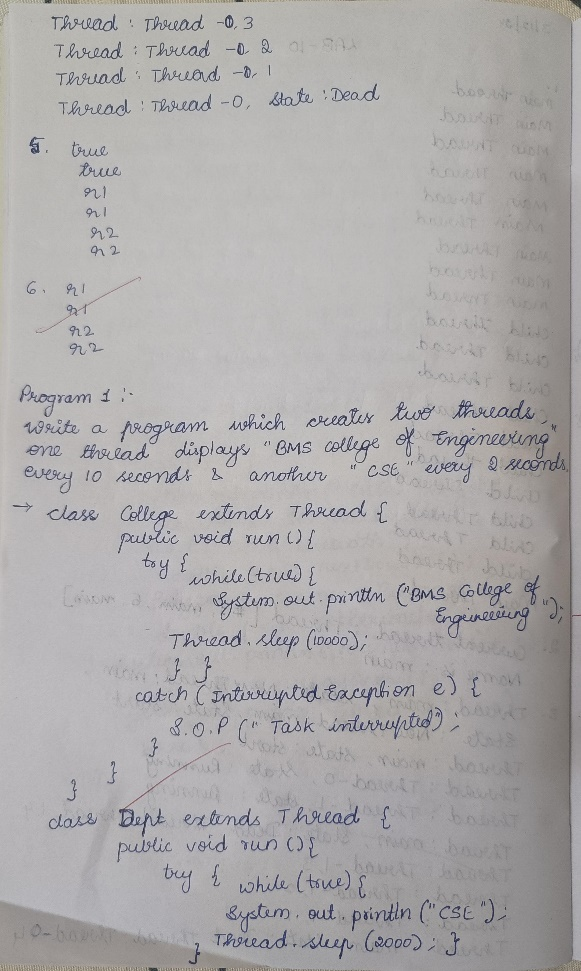 Thread : Thread -0, 3
Thread : Thread -0, 2
Thread : Thread -0, 1
Thread : Thread -0, State : Dead
5. true
true
r1
r1
r2
r2
6. r1
r1
r2
r2
Program 1 :-
Write a program which creates two threads,
one thread displays "BMS college of Engineering"
every 10 seconds & another "CSE" every 2 seconds.
→ class College extends Thread {
public void run () {
try {
while (true) {
System.out.println ("BMS College of
Engineering");
Thread.sleep (10000);
} }
catch (Interrupted Exception e) {
S.O.P (" Task interrupted");
}
}
}
class Dept extends Thread {
public void run () {
try { while (true) {
System. out. println ("CSE");
} Thread. sleep (2000); }